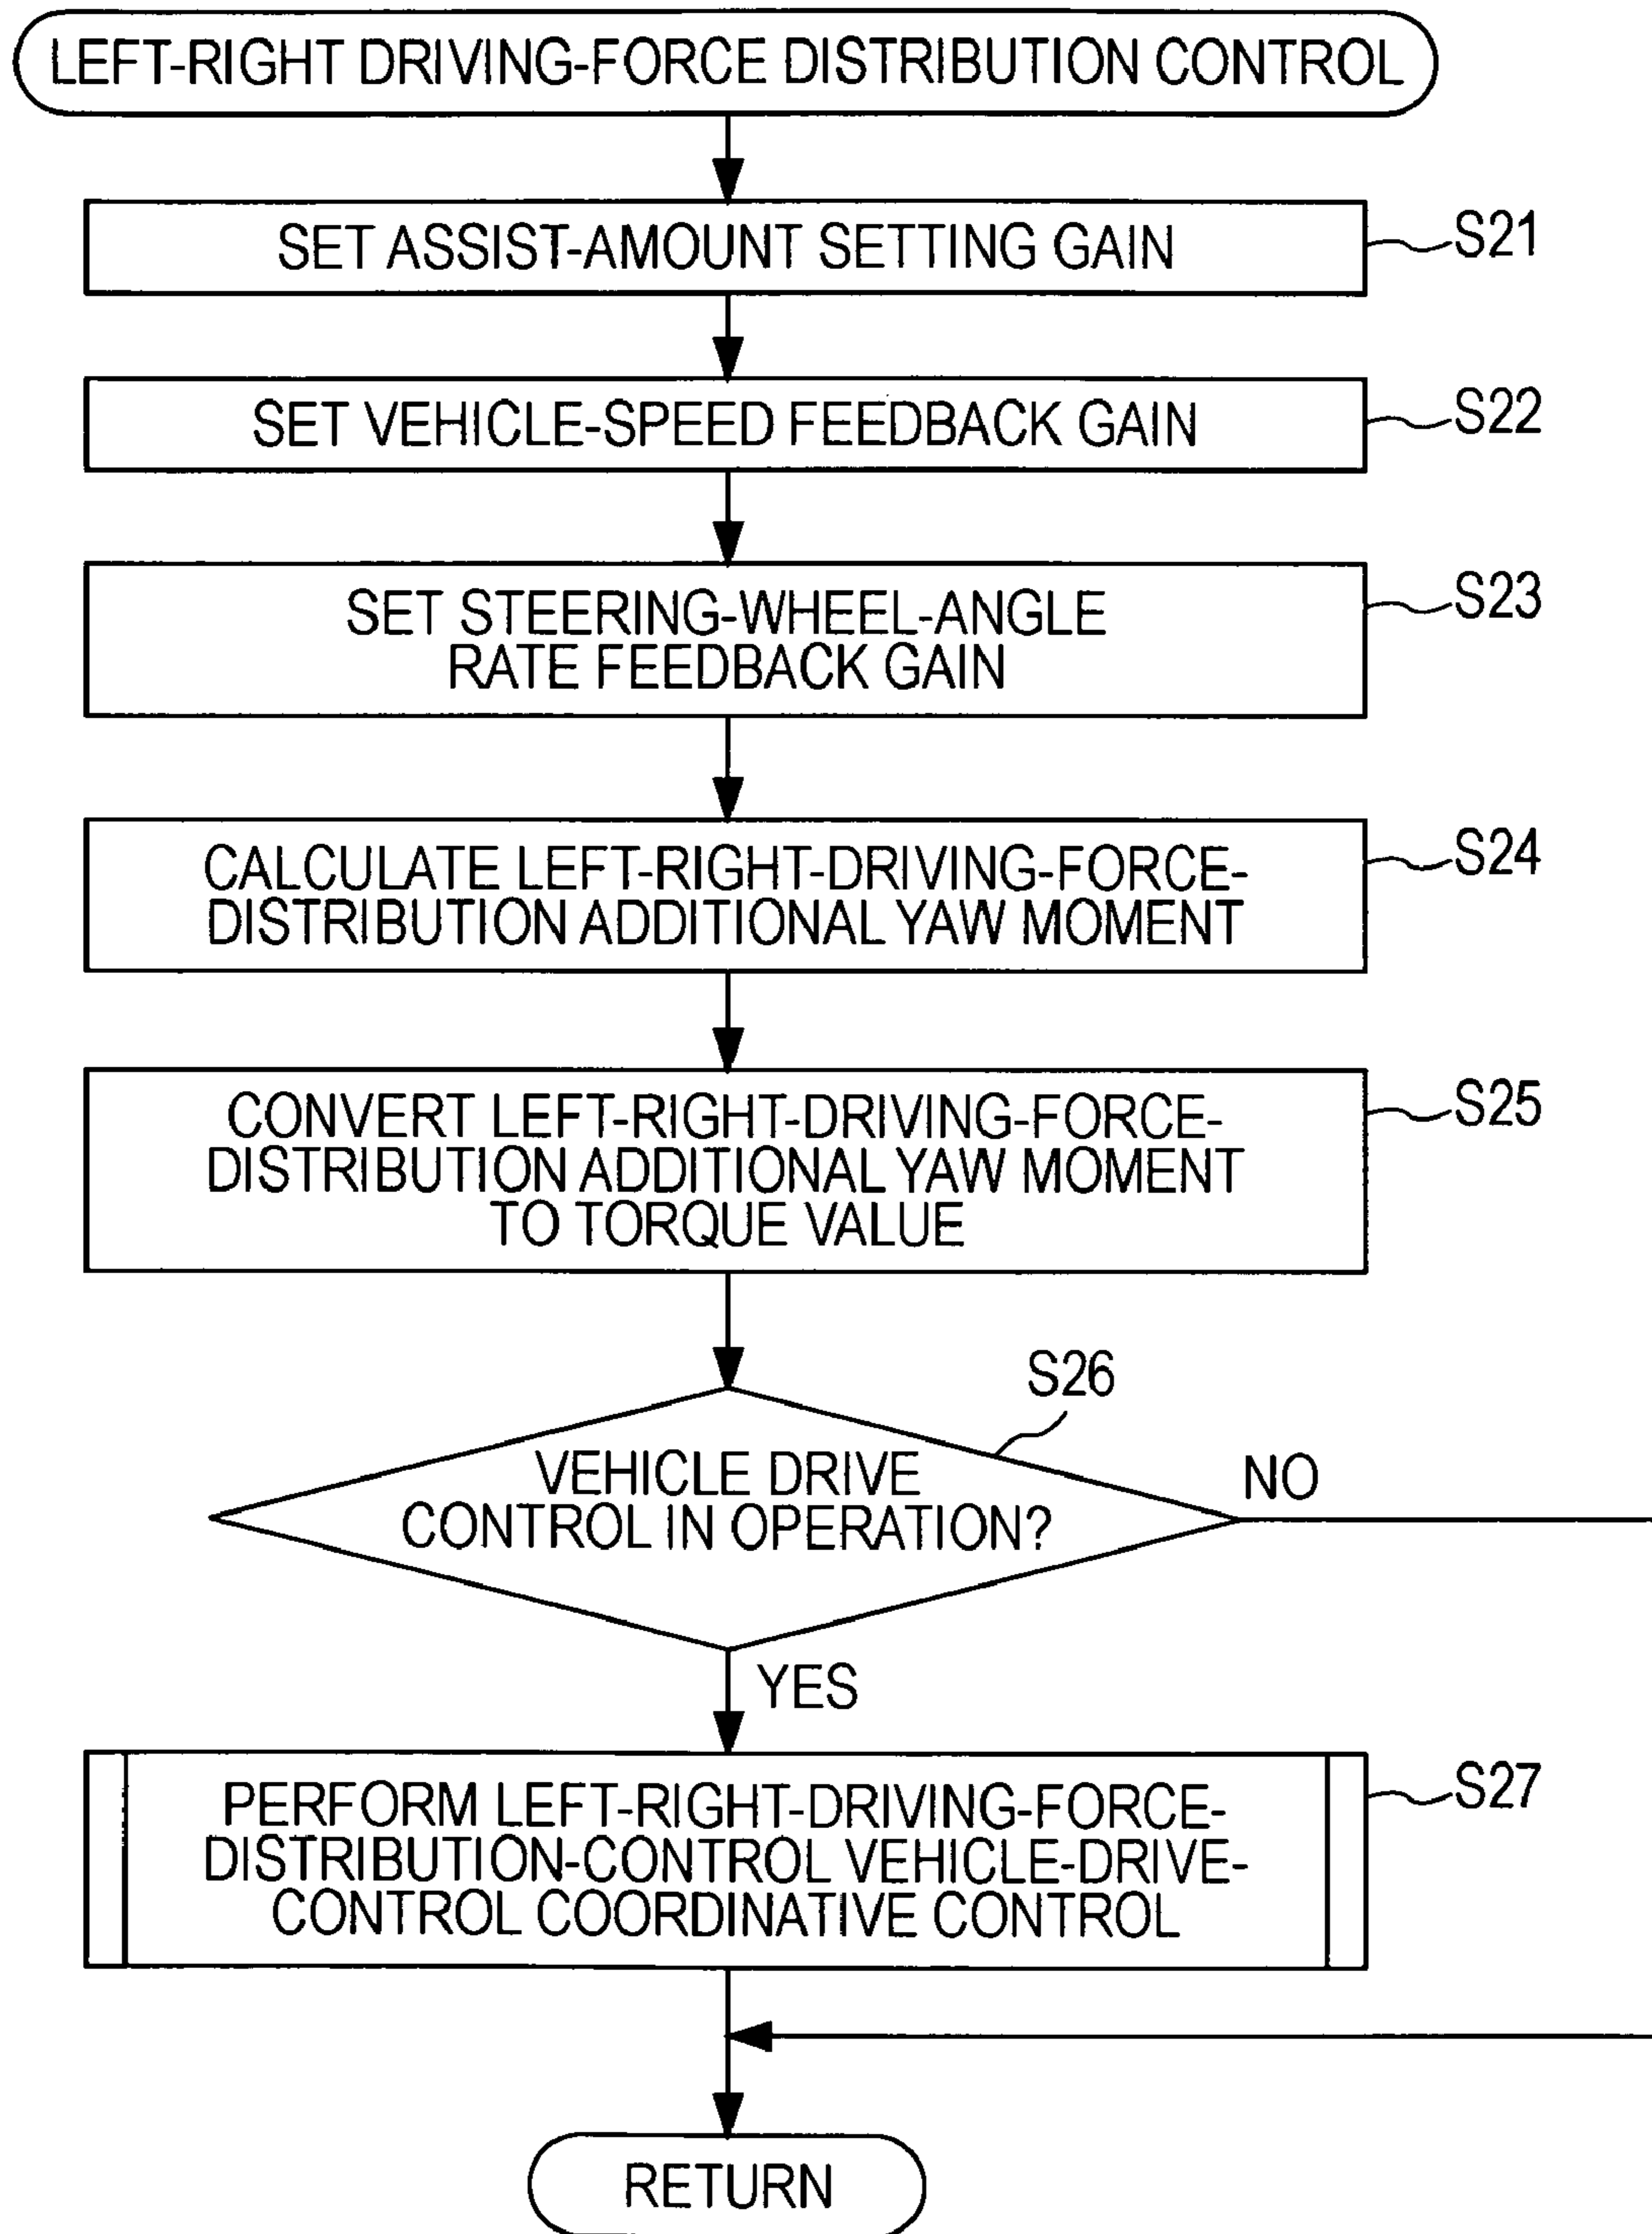 LEFT-RIGHT DRIVING-FORCE DISTRIBUTION CONTROL
SET ASSIST-AMOUNT SETTING GAIN
S21
SET VEHICLE-SPEED FEEDBACK GAIN
S22
SET STEERING-WHEEL-ANGLE
RATE FEEDBACK GAIN
S23
CALCULATE LEFT-RIGHT-DRIVING-FORCE-
DISTRIBUTION ADDITIONAL YAW MOMENT
S24
CONVERT LEFT-RIGHT-DRIVING-FORCE-
DISTRIBUTION ADDITIONAL YAW MOMENT
TO TORQUE VALUE
S25
S26
VEHICLE DRIVE
CONTROL IN OPERATION?
NO
YES
PERFORM LEFT-RIGHT-DRIVING-FORCE-
DISTRIBUTION-CONTROL VEHICLE-DRIVE-
CONTROL COORDINATIVE CONTROL
S27
RETURN